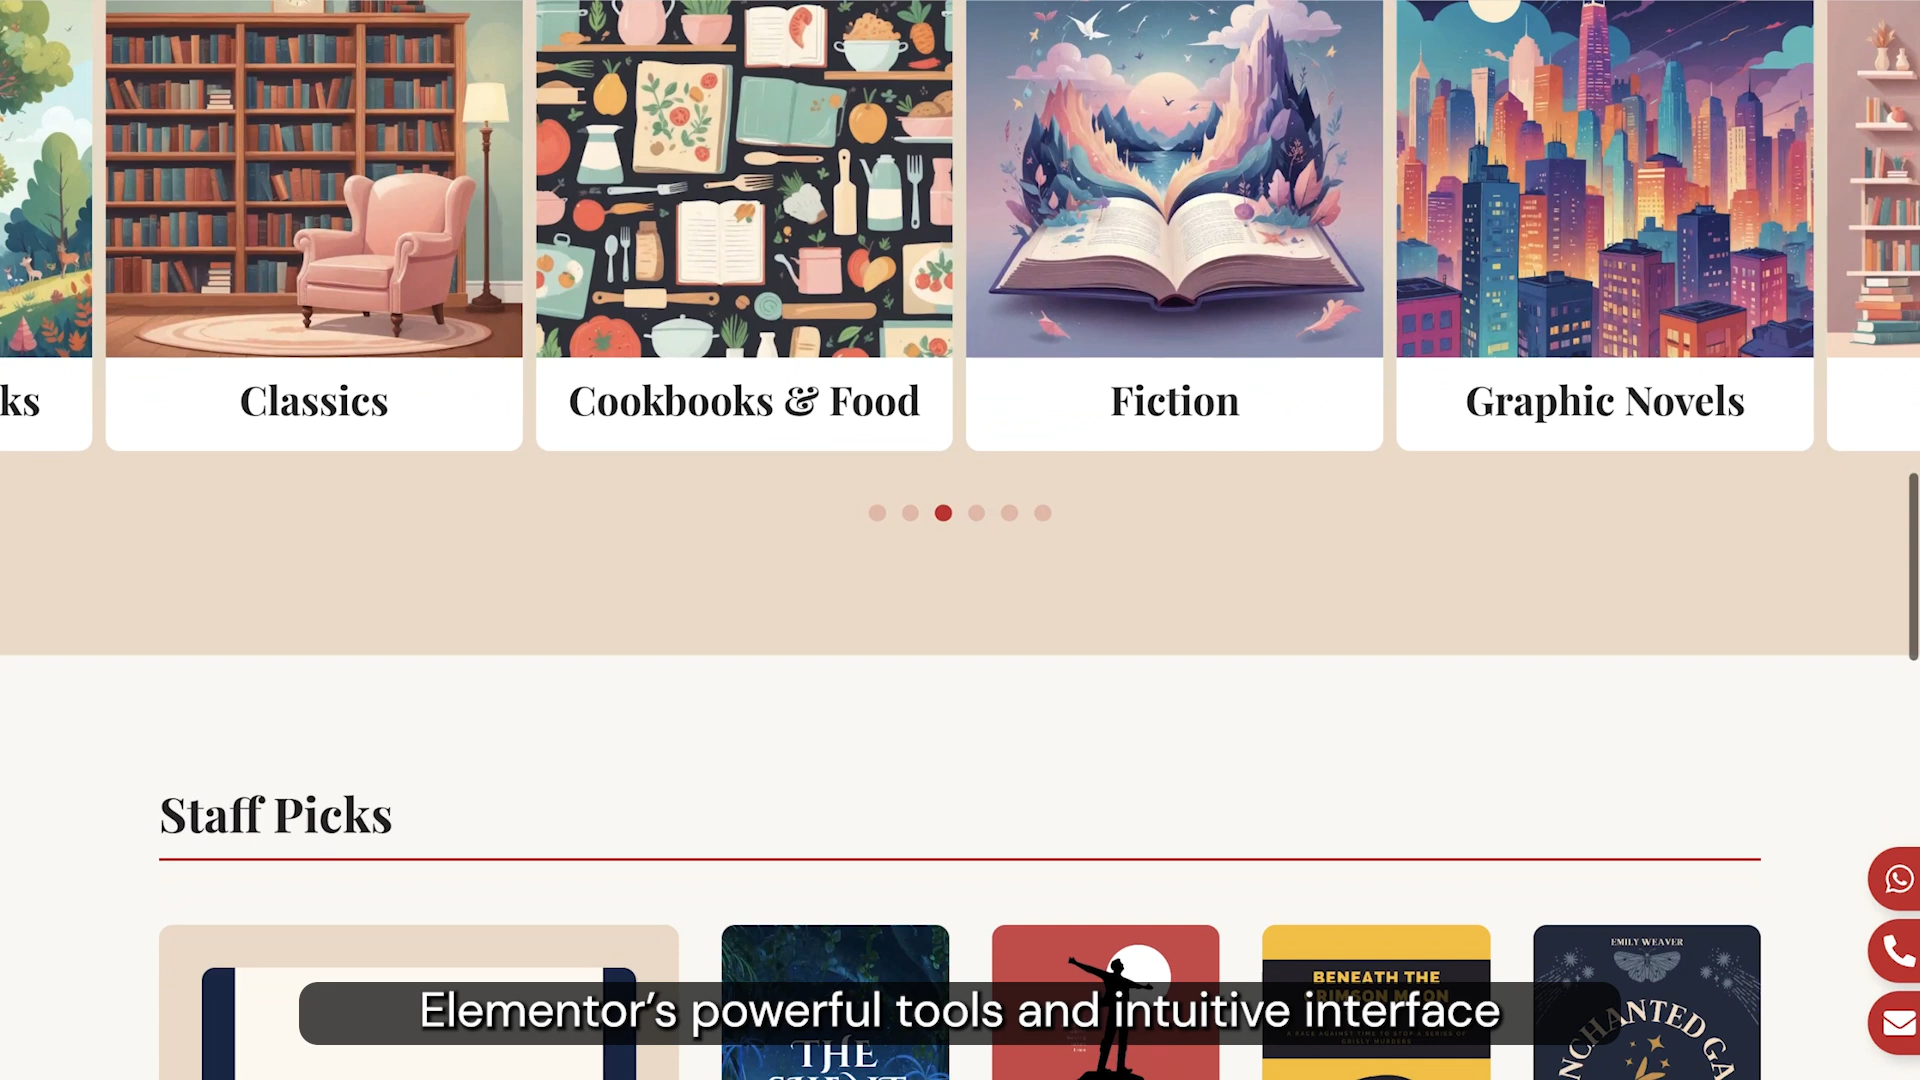 ks
Classics
Cookbooks & Food
Fiction
Graphic Novels
Staff Picks
EMILY WEAVER
BENEATH THE
Elementor's powerful tools and intuitive interface
THE